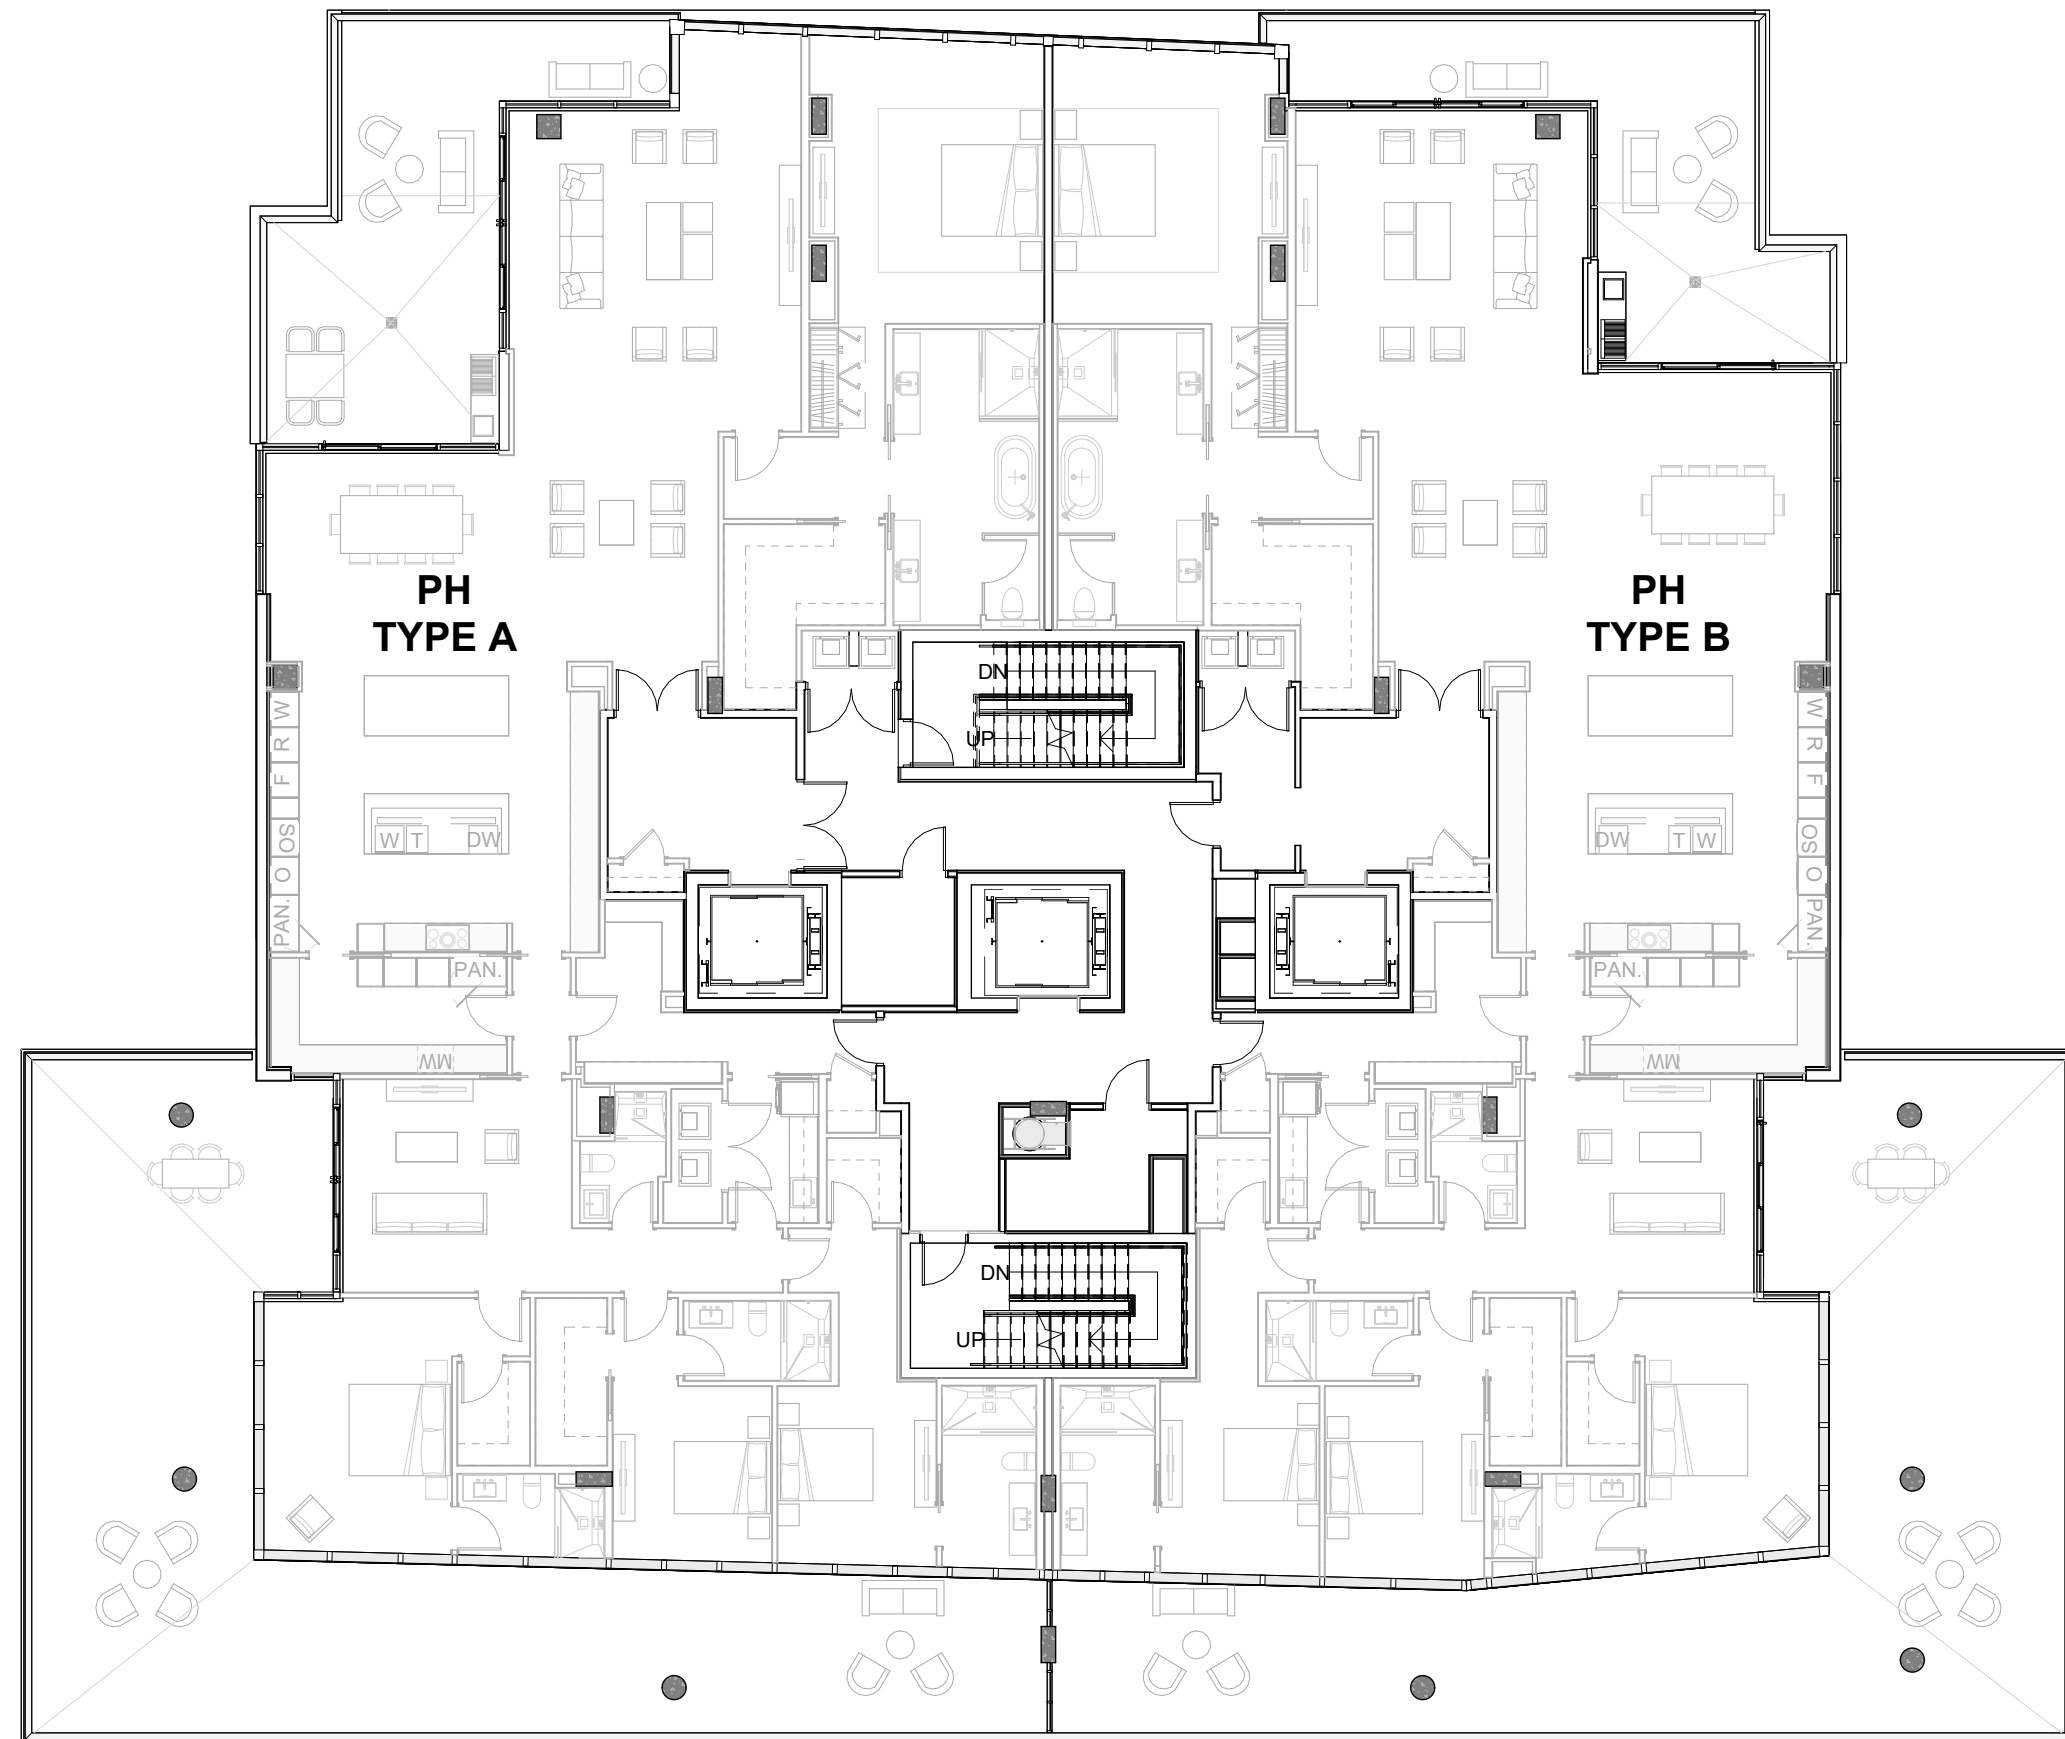 PH
TYPE A
PH
TYPE B
DN
UP
W
R
F
OS
O
PAN.
W T DW
PAN.
MW
W
R
F
OS
O
PAN.
DW T W
PAN.
MW
DN
UP